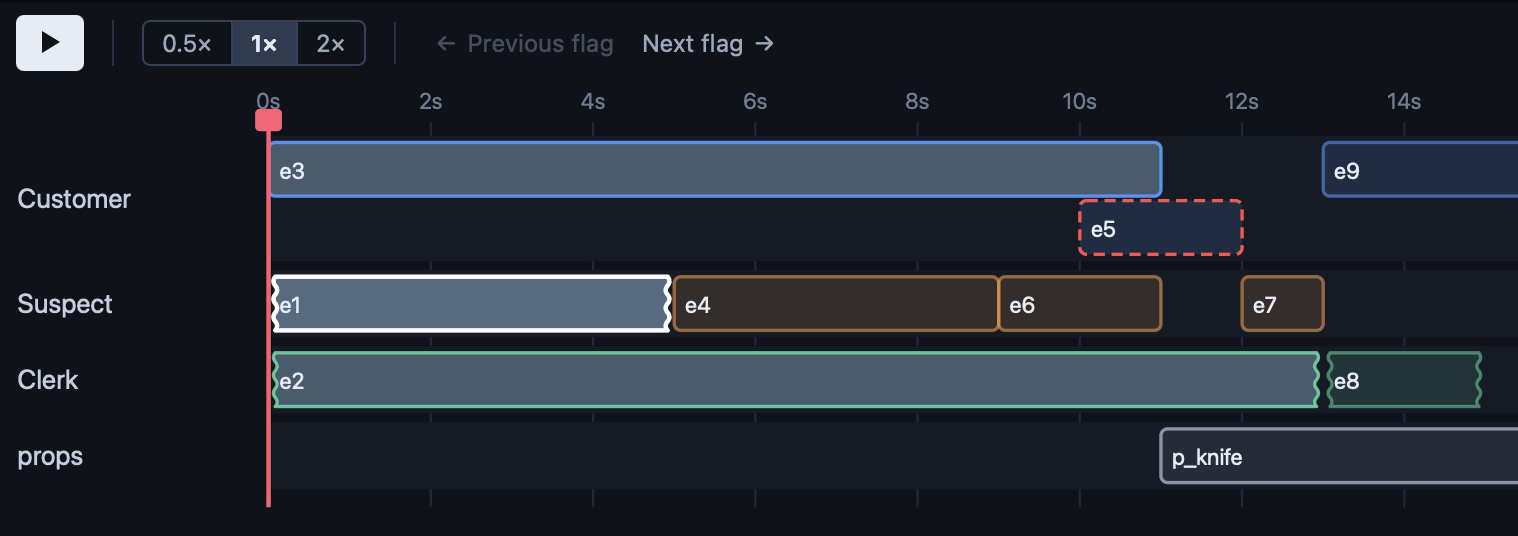 0.5× 1× 2× ← Previous flag Next flag →
0s 2s 4s 6s 8s 10s 12s 14s
Customer e3 e9
e5
Suspect e1 e4 e6 e7
Clerk e2 e8
props p_knife